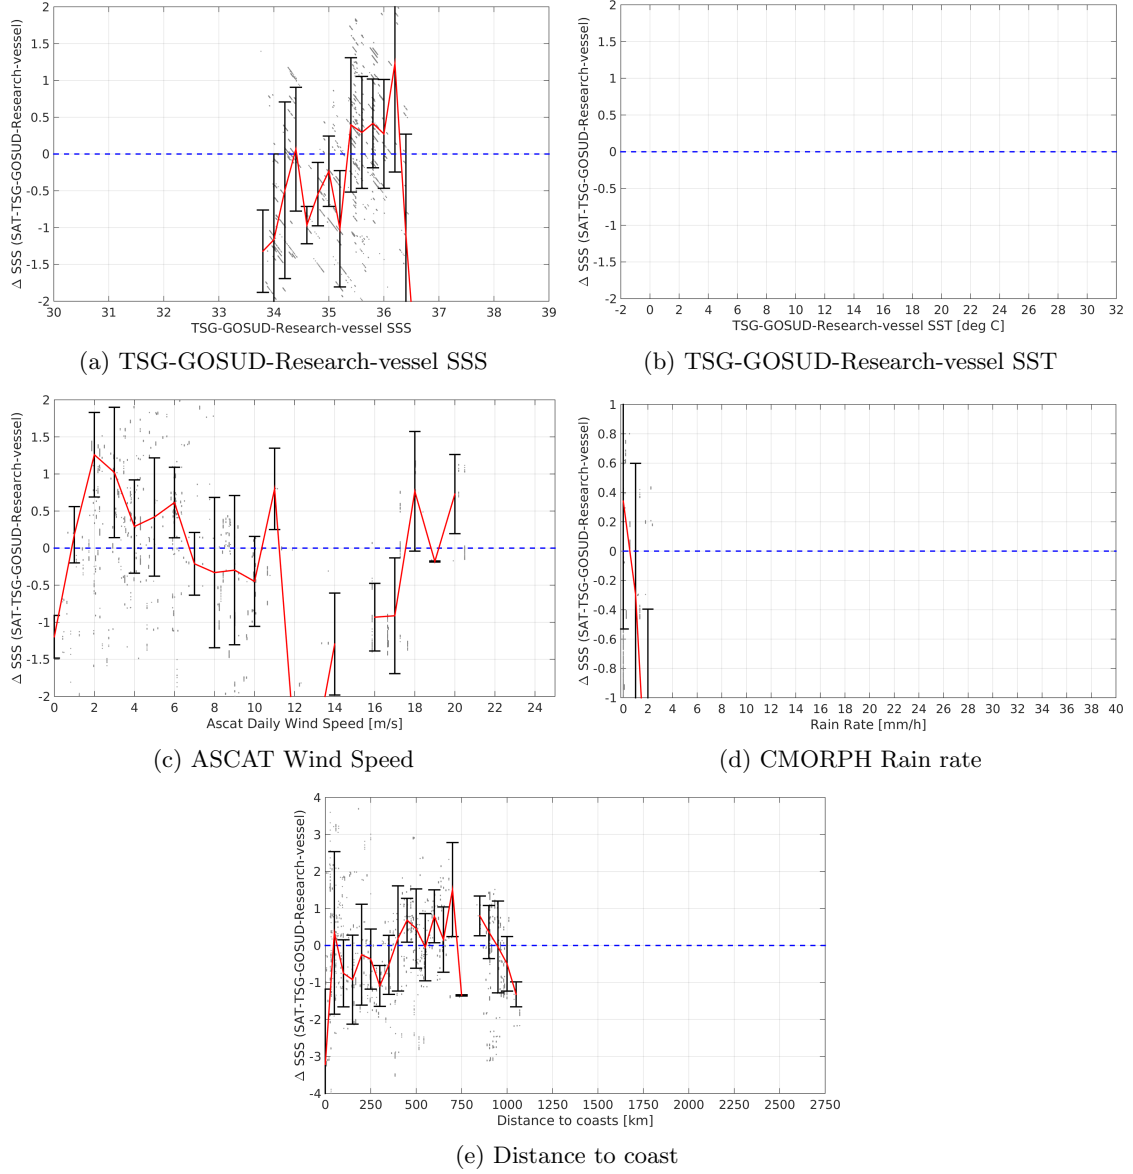 2
1.5
1
0.5
0
-0.5
-1
-1.5
-2
Δ SSS (SAT-TSG-GOSUD-Research-vessel)
30 31 32 33 34 35 36 37 38 39
TSG-GOSUD-Research-vessel SSS
(a) TSG-GOSUD-Research-vessel SSS
2
1.5
1
0.5
0
-0.5
-1
-1.5
-2
Δ SSS (SAT-TSG-GOSUD-Research-vessel)
-2 0 2 4 6 8 10 12 14 16 18 20 22 24 26 28 30 32
TSG-GOSUD-Research-vessel SST [deg C]
(b) TSG-GOSUD-Research-vessel SST
2
1.5
1
0.5
0
-0.5
-1
-1.5
-2
Δ SSS (SAT-TSG-GOSUD-Research-vessel)
0 2 4 6 8 10 12 14 16 18 20 22 24
Ascat Daily Wind Speed [m/s]
(c) ASCAT Wind Speed
1
0.8
0.6
0.4
0.2
0
-0.2
-0.4
-0.6
-0.8
-1
Δ SSS (SAT-TSG-GOSUD-Research-vessel)
0 2 4 6 8 10 12 14 16 18 20 22 24 26 28 30 32 34 36 38 40
Rain Rate [mm/h]
(d) CMORPH Rain rate
4
3
2
1
0
-1
-2
-3
-4
Δ SSS (SAT-TSG-GOSUD-Research-vessel)
0 250 500 750 1000 1250 1500 1750 2000 2250 2500 2750
Distance to coasts [km]
(e) Distance to coast